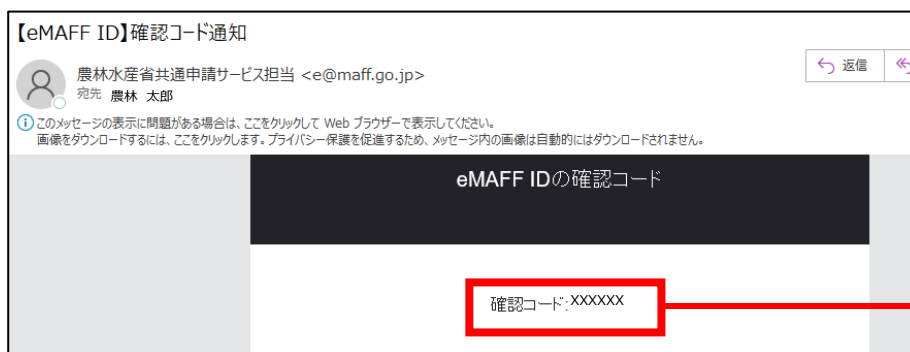 【eMAFF ID】確認コード通知
農林水産省共通申請サービス担当 <e@maff.go.jp>
宛先 農林 太郎
返信
このメッセージの表示に問題がある場合は、ここをクリックして Web ブラウザーで表示してください。
画像をダウンロードするには、ここをクリックします。プライバシー保護を促進するため、メッセージ内の画像は自動的にはダウンロードされません。
eMAFF IDの確認コード
確認コード:XXXXXX